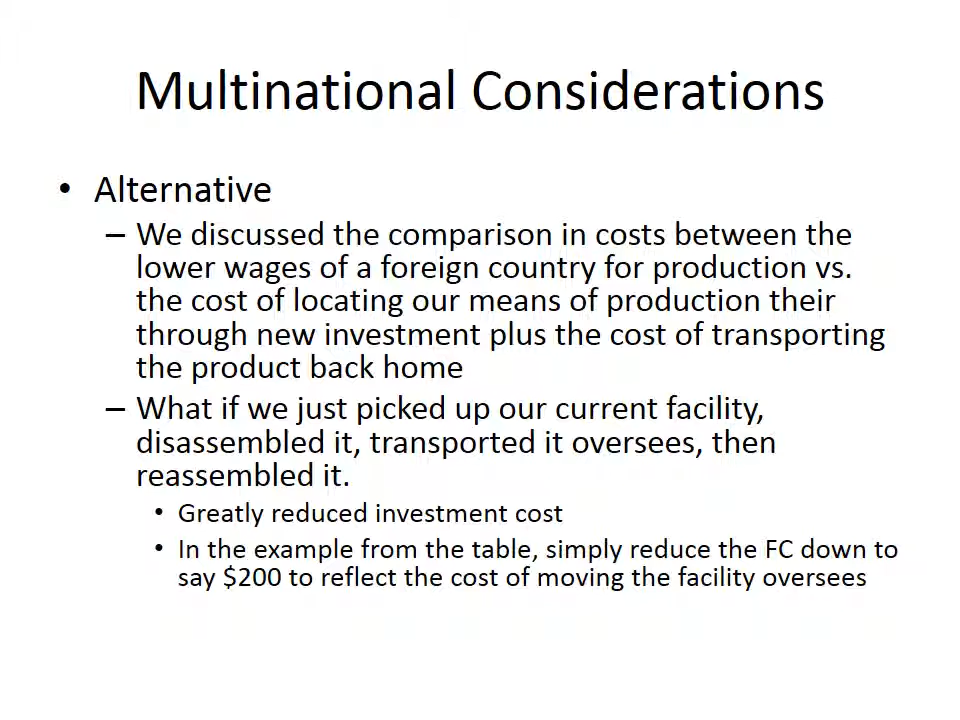 Multinational Considerations
• Alternative
– We discussed the comparison in costs between the
lower wages of a foreign country for production vs.
the cost of locating our means of production their
through new investment plus the cost of transporting
the product back home
– What if we just picked up our current facility,
disassembled it, transported it oversees, then
reassembled it.
• Greatly reduced investment cost
• In the example from the table, simply reduce the FC down to
say $200 to reflect the cost of moving the facility oversees